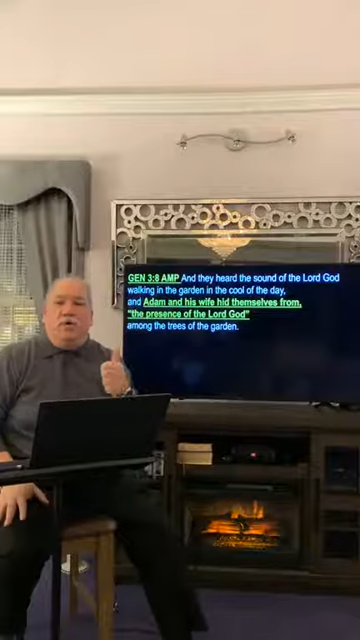 GEN 3:8 AMP And they heard the sound of the Lord God
walking in the garden in the cool of the day,
and Adam and his wife hid themselves from,
"the presence of the Lord God"
among the trees of the garden.